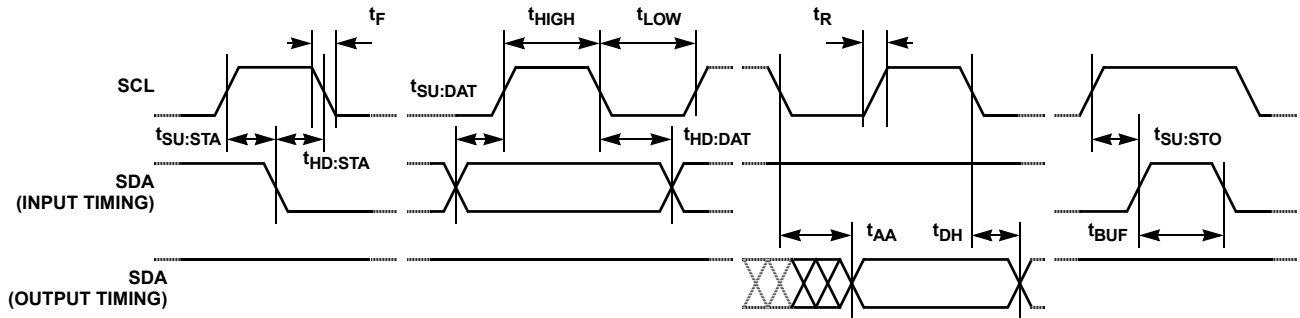 tF
tHIGH
tLOW
tR
SCL
tSU:DAT
tSU:STA
tHD:STA
tHD:DAT
tSU:STO
SDA
(INPUT TIMING)
tAA
tDH
tBUF
SDA
(OUTPUT TIMING)